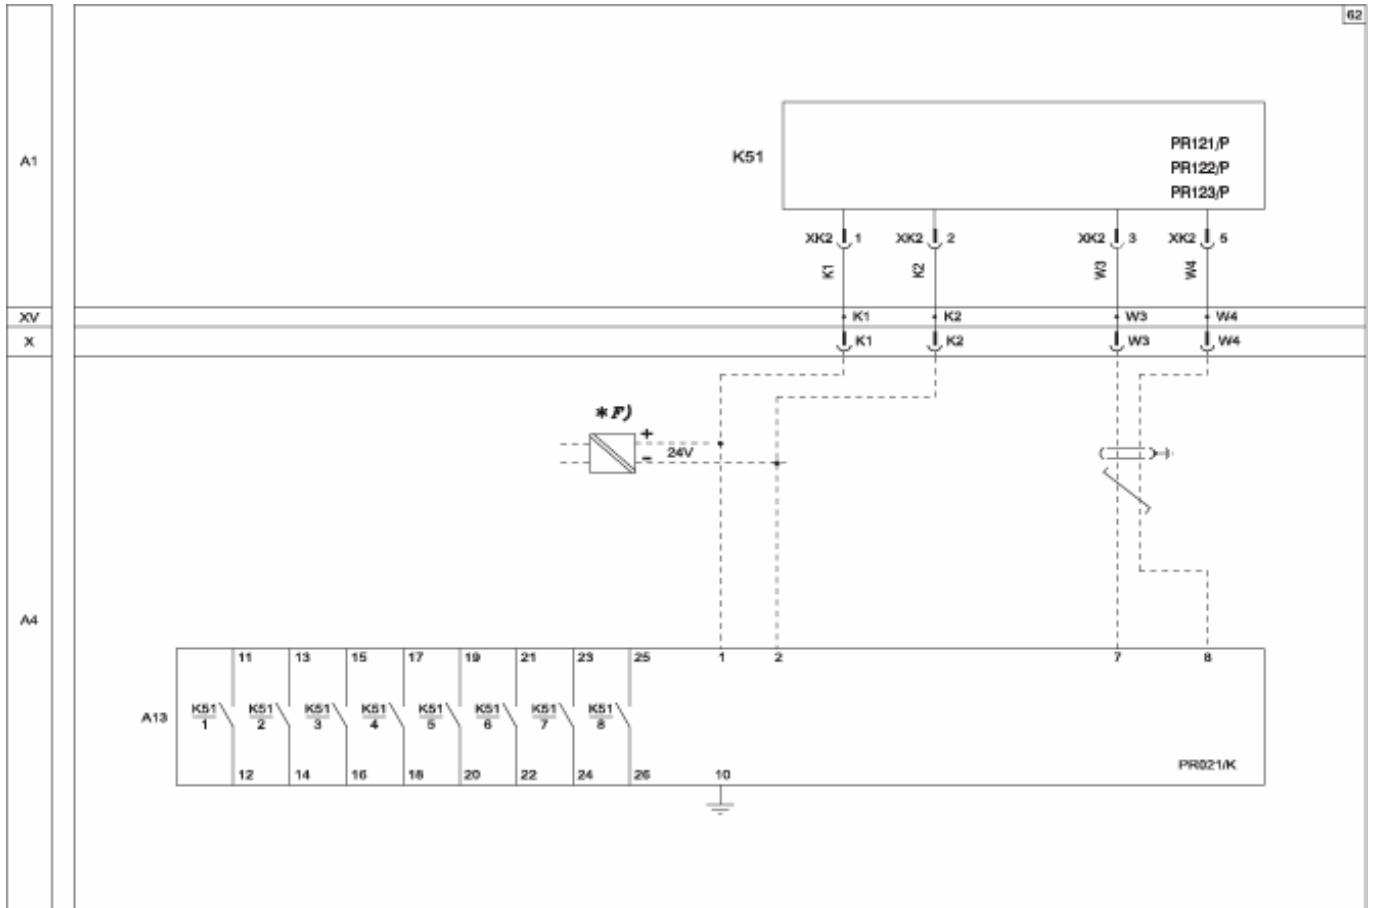 62
A1
K51
PR121/P
PR122/P
PR123/P
XK2 1 XK2 2 XK2 3 XK2 5
K1 K2 W3 W4
XV K1 K2 W3 W4
X K1 K2 W3 W4
* F)
+
24V
-
A4
11 13 15 17 19 21 23 25 1 2 7 8
A13 K51 K51 K51 K51 K51 K51 K51 K51
1 2 3 4 5 6 7 8
PR021/K
12 14 16 18 20 22 24 26 10